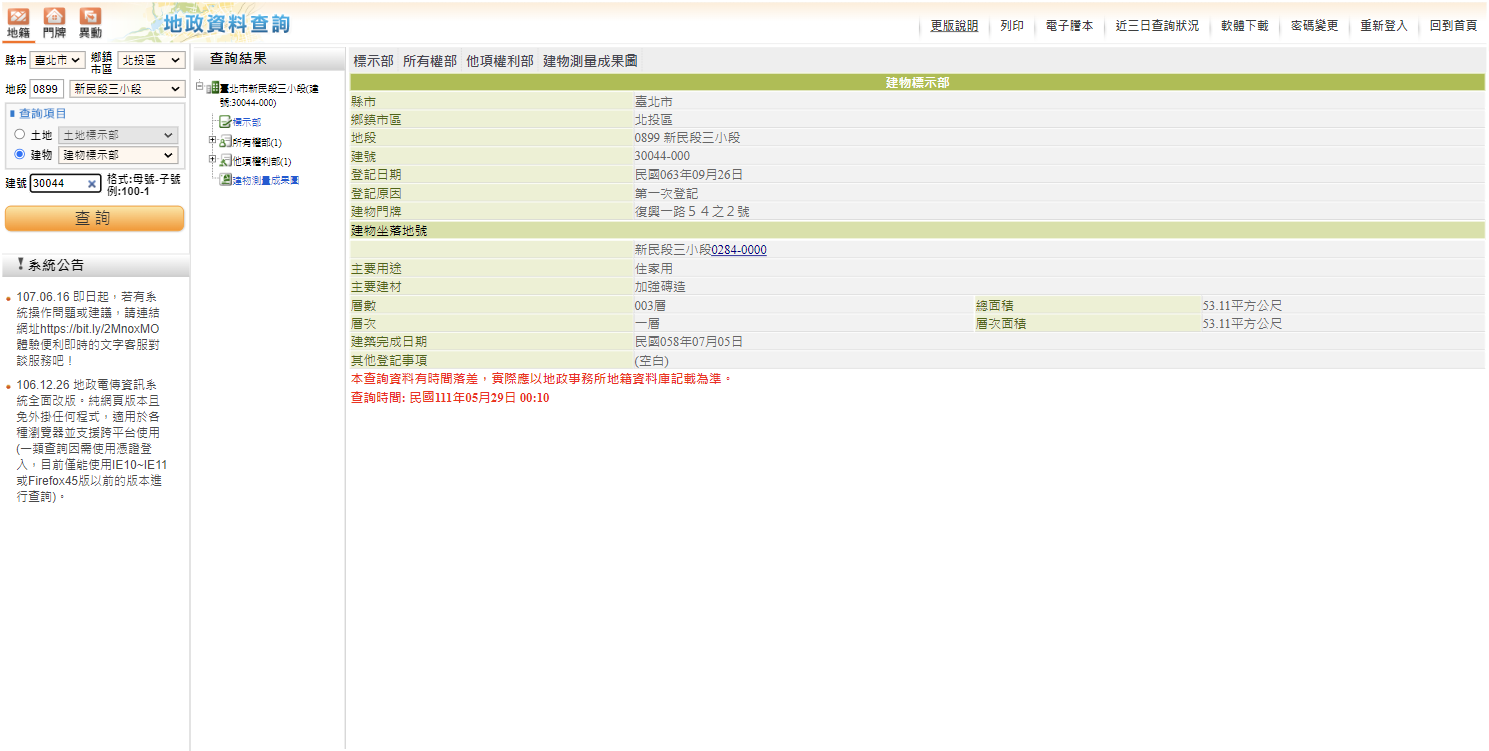 地籍 門牌 異動
地政資料查詢
更版說明 列印 電子謄本 近三日查詢狀況 軟體下載 密碼變更 重新登入 回到首頁
縣市 臺北市 鄉鎮市區 北投區
地段 0899 新民段三小段
查詢項目
土地 土地標示部
建物 建物標示部
建號 30044 格式:母號-子號
例:100-1
查 詢
系統公告
107.06.16 即日起，若有系
統操作問題或建議，請連結
網址https://bit.ly/2MnoxMO
體驗便利即時的文字客服對
談服務吧！
106.12.26 地政電傳資訊系
統全面改版。純網頁版本且
免外掛任何程式，適用於各
種瀏覽器並支援跨平台使用
(一類查詢因需使用憑證登
入，目前僅能使用IE10~IE11
或Firefox45版以前的版本進
行查詢)。
查詢結果
臺北市新民段三小段(建
號:30044-000)
標示部
所有權部(1)
他項權利部(1)
建物測量成果圖
標示部 所有權部 他項權利部 建物測量成果圖
建物標示部
縣市 臺北市
鄉鎮市區 北投區
地段 0899 新民段三小段
建號 30044-000
登記日期 民國063年09月26日
登記原因 第一次登記
建物門牌 復興一路５４之２號
建物坐落地號
新民段三小段0284-0000
主要用途 住家用
主要建材 加強磚造
層數 003層 總面積 53.11平方公尺
層次 一層 層次面積 53.11平方公尺
建築完成日期 民國058年07月05日
其他登記事項 (空白)
本查詢資料有時間落差，實際應以地政事務所地籍資料庫記載為準。
查詢時間: 民國111年05月29日 00:10